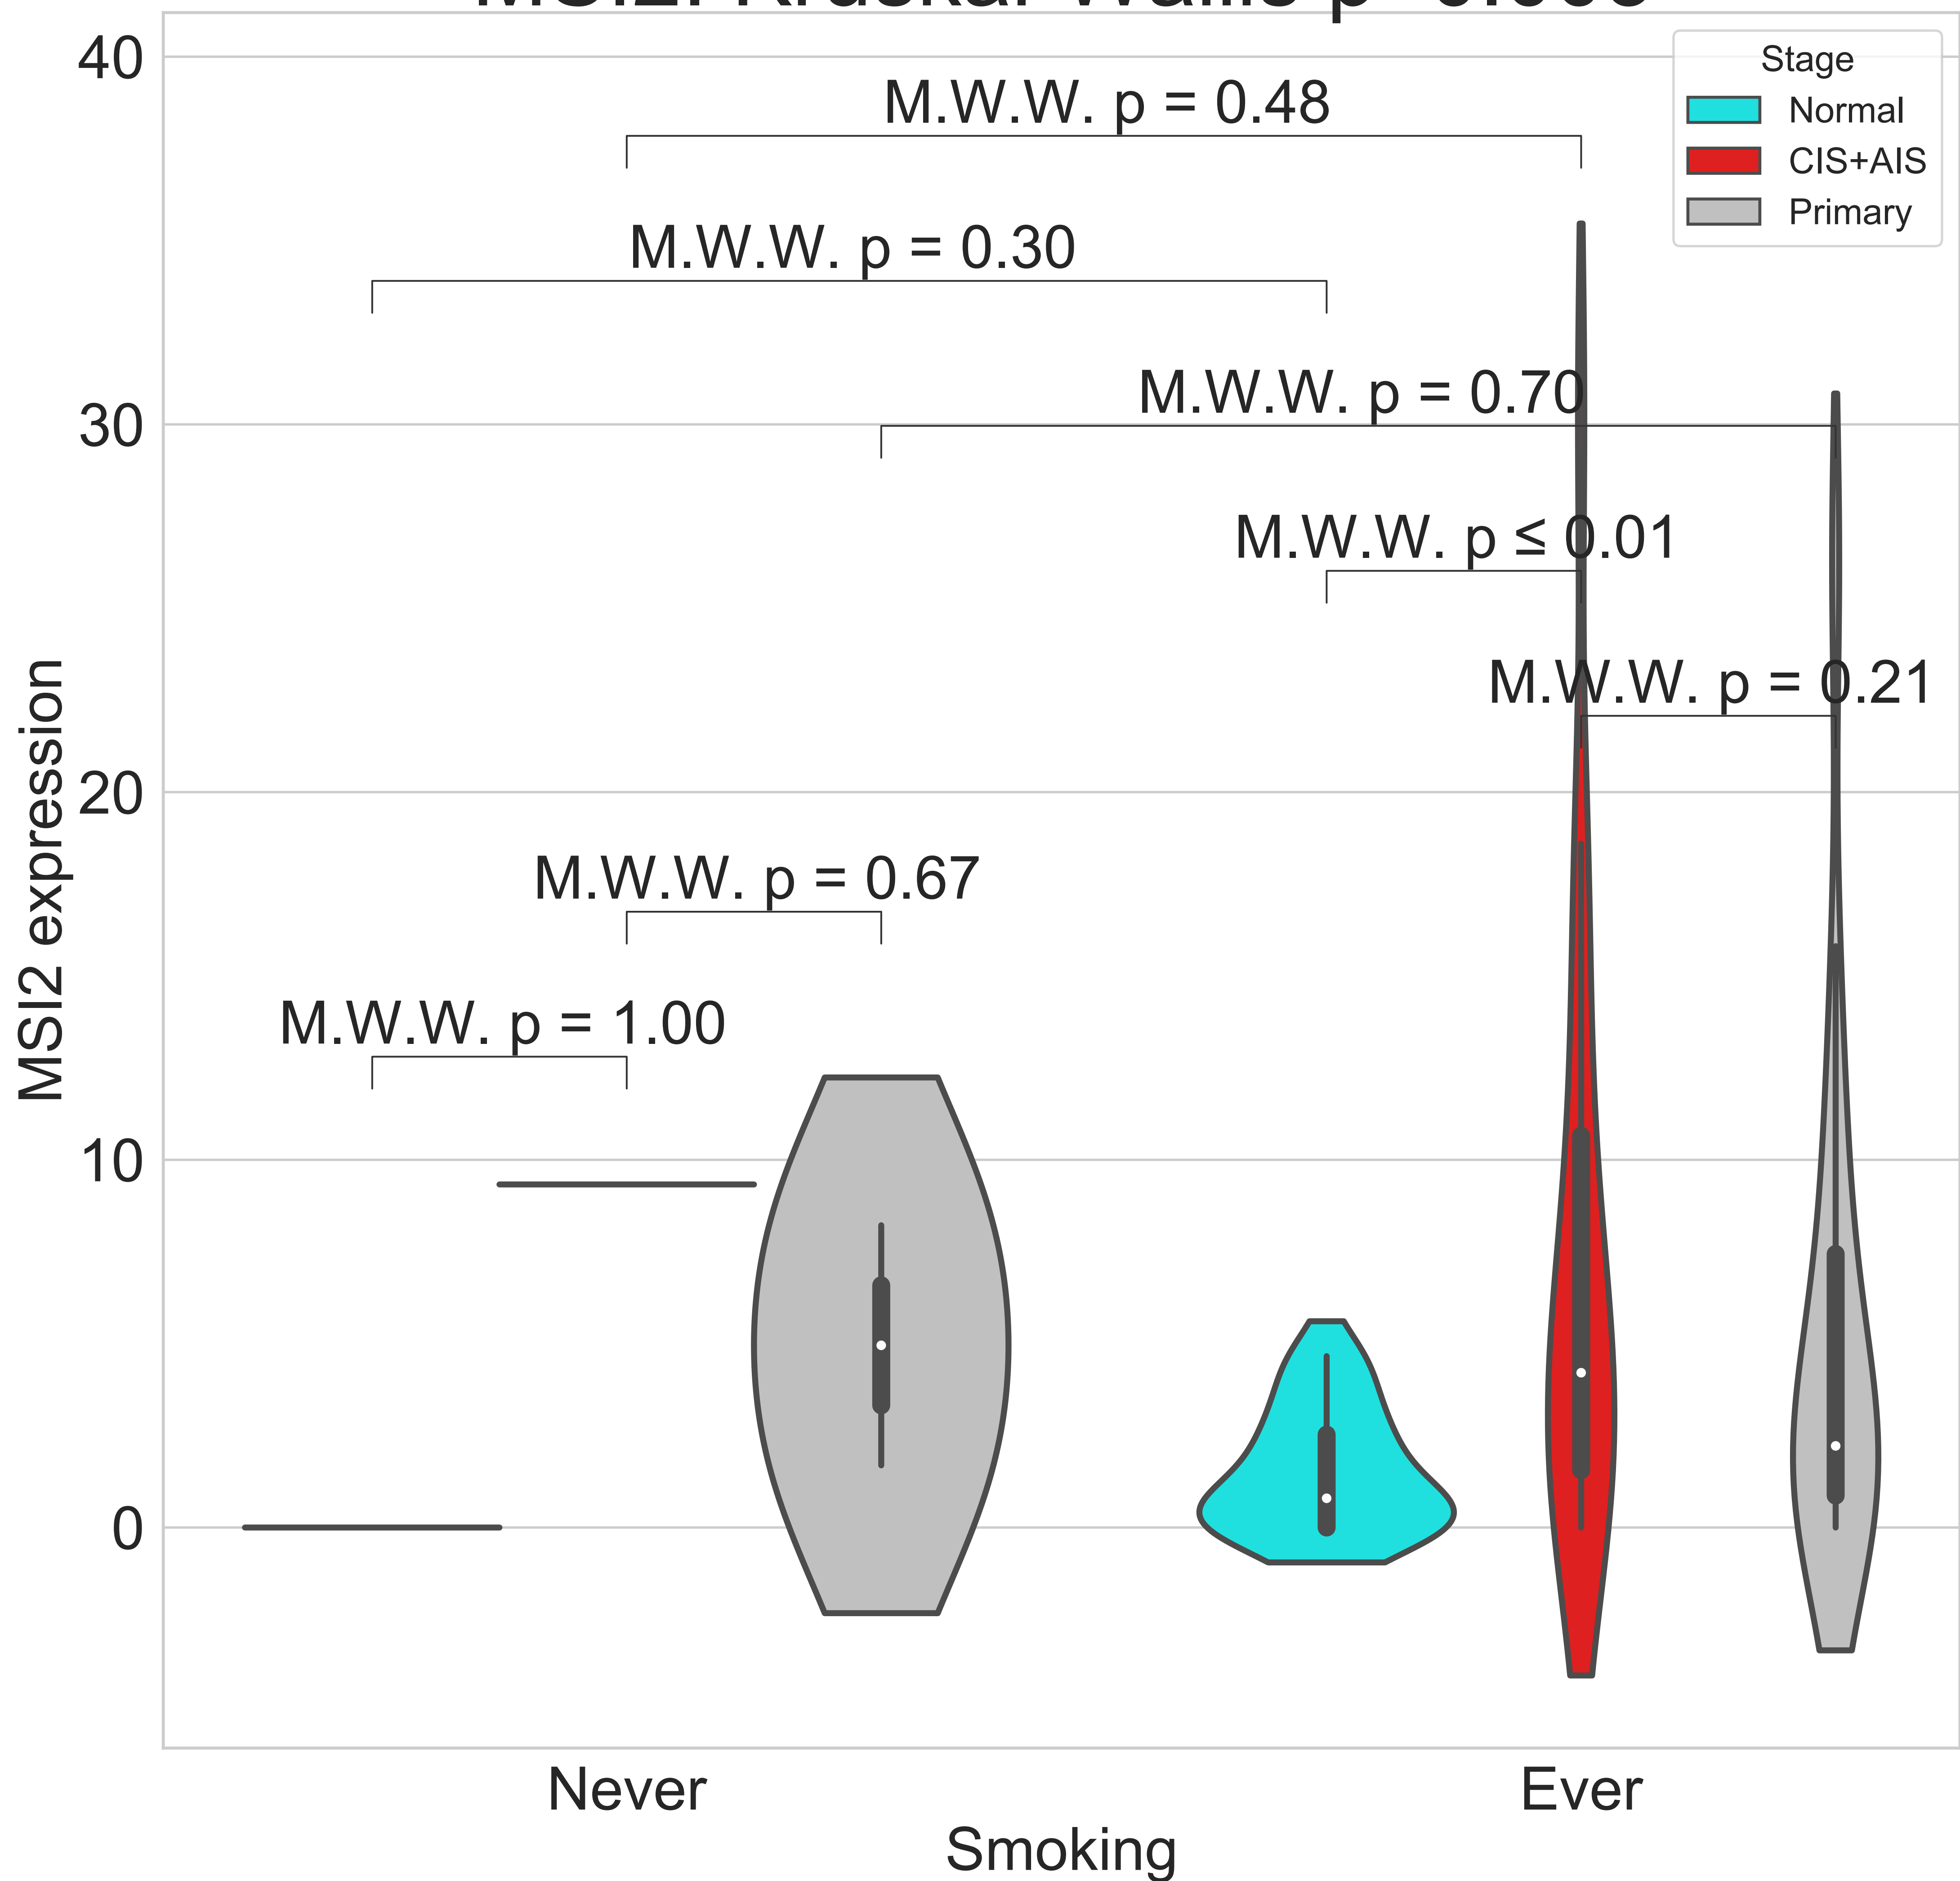 40
30
20
10
0
MSI2 expression
M.W.W. p = 0.48
M.W.W. p = 0.30
M.W.W. p = 0.70
M.W.W. p ≤ 0.01
M.W.W. p = 0.21
M.W.W. p = 0.67
M.W.W. p = 1.00
Stage
Normal
CIS+AIS
Primary
Never
Ever
Smoking